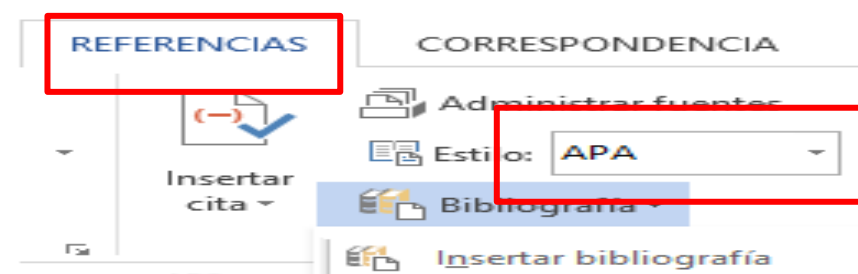 REFERENCIAS CORRESPONDENCIA
Administrar fuentes
Insertar
cita
Estilo: APA
Bibliografía
Insertar bibliografía